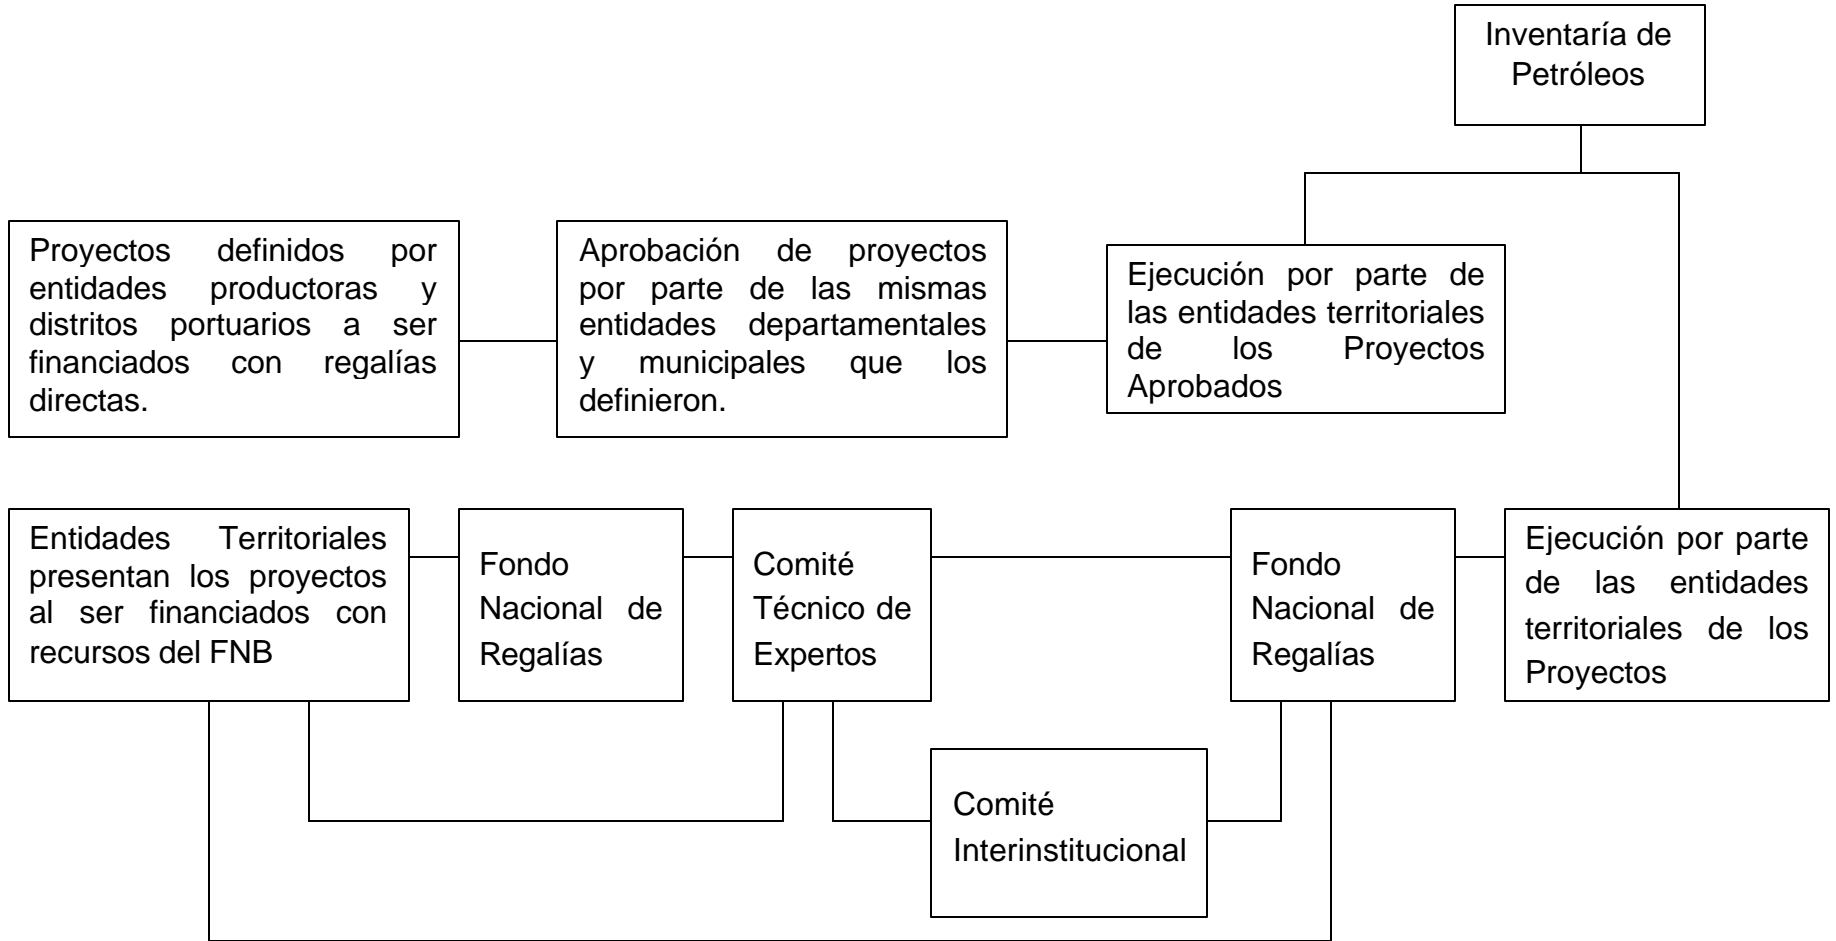 Inventaría de
Petróleos
Proyectos definidos por
entidades productoras y
distritos portuarios a ser
financiados con regalías
directas.
Aprobación de proyectos
por parte de las mismas
entidades departamentales
y municipales que los
definieron.
Ejecución por parte de
las entidades territoriales
de los Proyectos
Aprobados
Entidades Territoriales
presentan los proyectos
al ser financiados con
recursos del FNB
Fondo
Nacional de
Regalías
Comité
Técnico de
Expertos
Fondo
Nacional de
Regalías
Ejecución por parte
de las entidades
territoriales de los
Proyectos
Comité
Interinstitucional